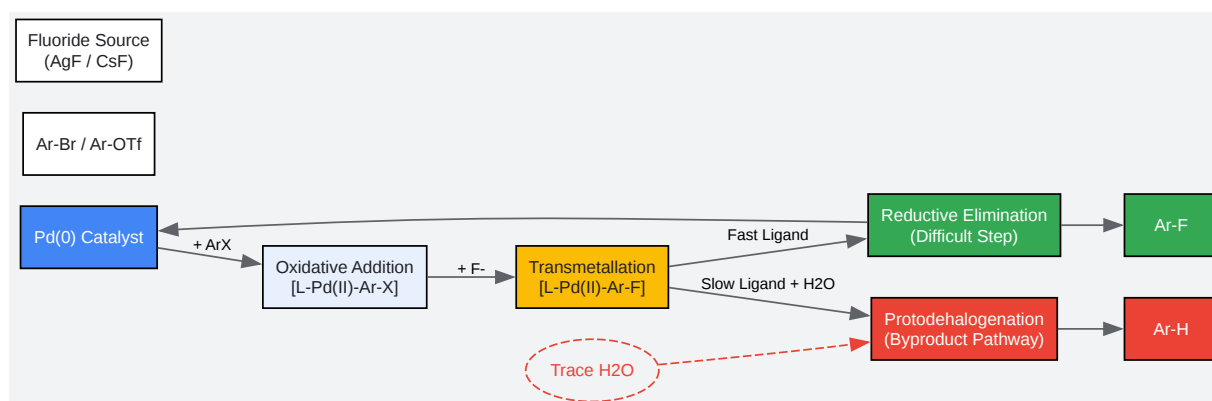 Fluoride Source
(AgF / CsF)
Ar-Br / Ar-OTf
Pd(0) Catalyst
+ ArX
Oxidative Addition
[L-Pd(II)-Ar-X]
+ F-
Transmetallation
[L-Pd(II)-Ar-F]
Fast Ligand
Slow Ligand + H2O
Reductive Elimination
(Difficult Step)
Ar-F
Protodehalogenation
(Byproduct Pathway)
Ar-H
Trace H2O